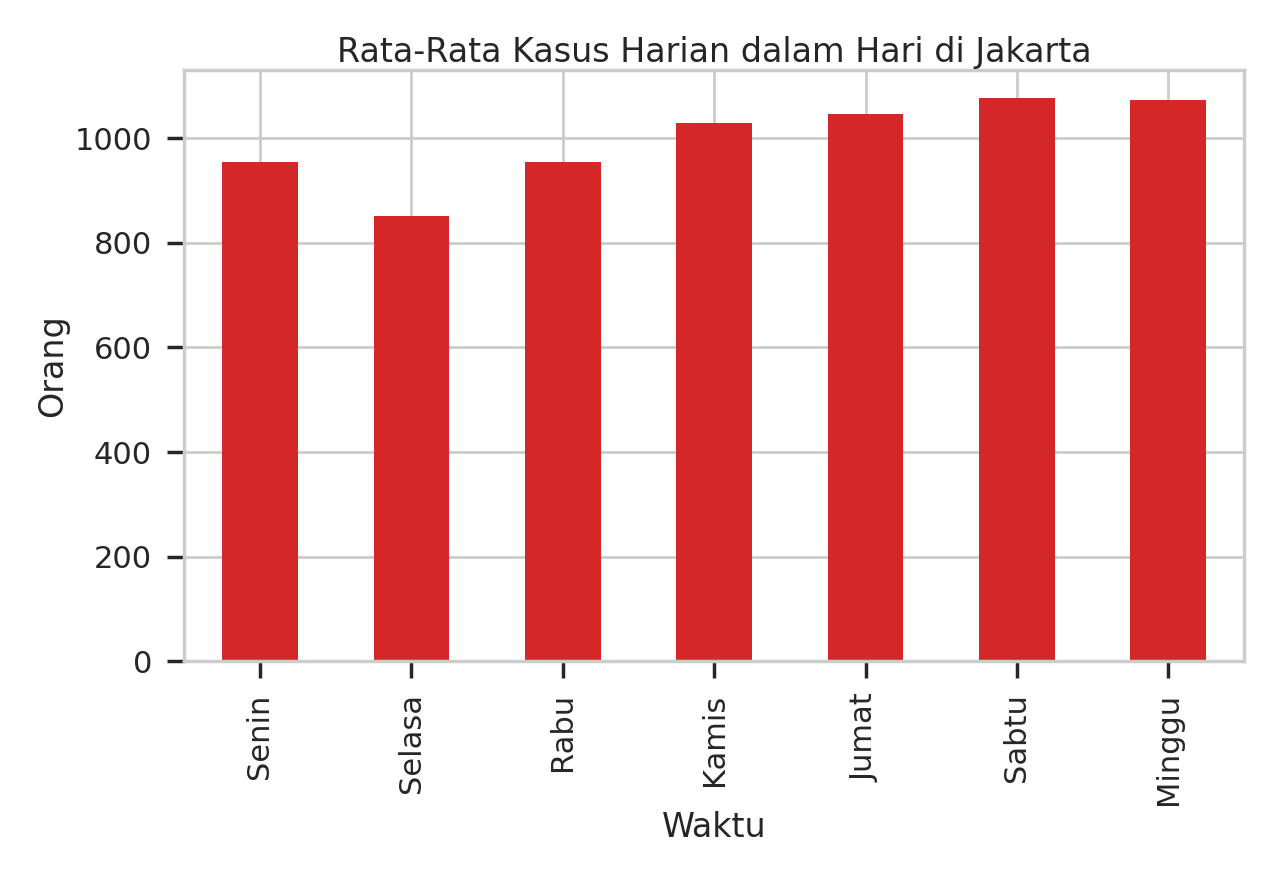 Rata-Rata Kasus Harian dalam Hari di Jakarta
1000
800
600
400
200
0
Orang
Senin
Selasa
Rabu
Kamis
Jumat
Sabtu
Minggu
Waktu